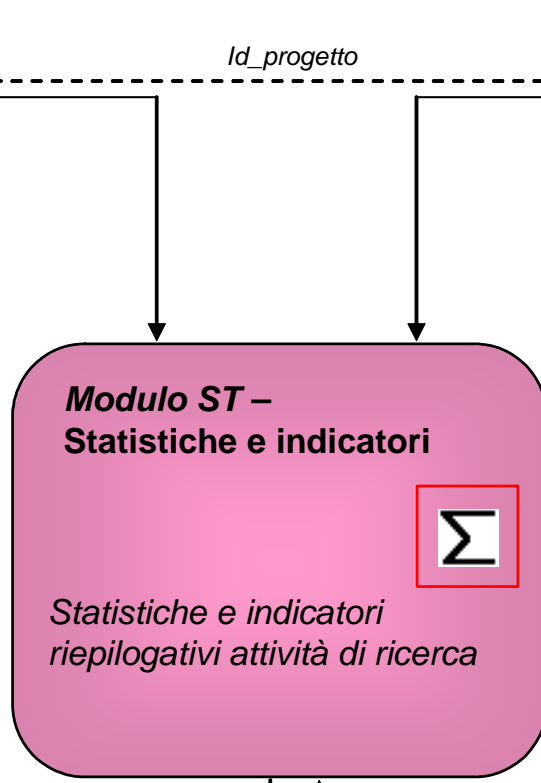 Id_progetto
Modulo ST –
Statistiche e indicatori
Σ
Statistiche e indicatori
riepilogativi attività di ricerca